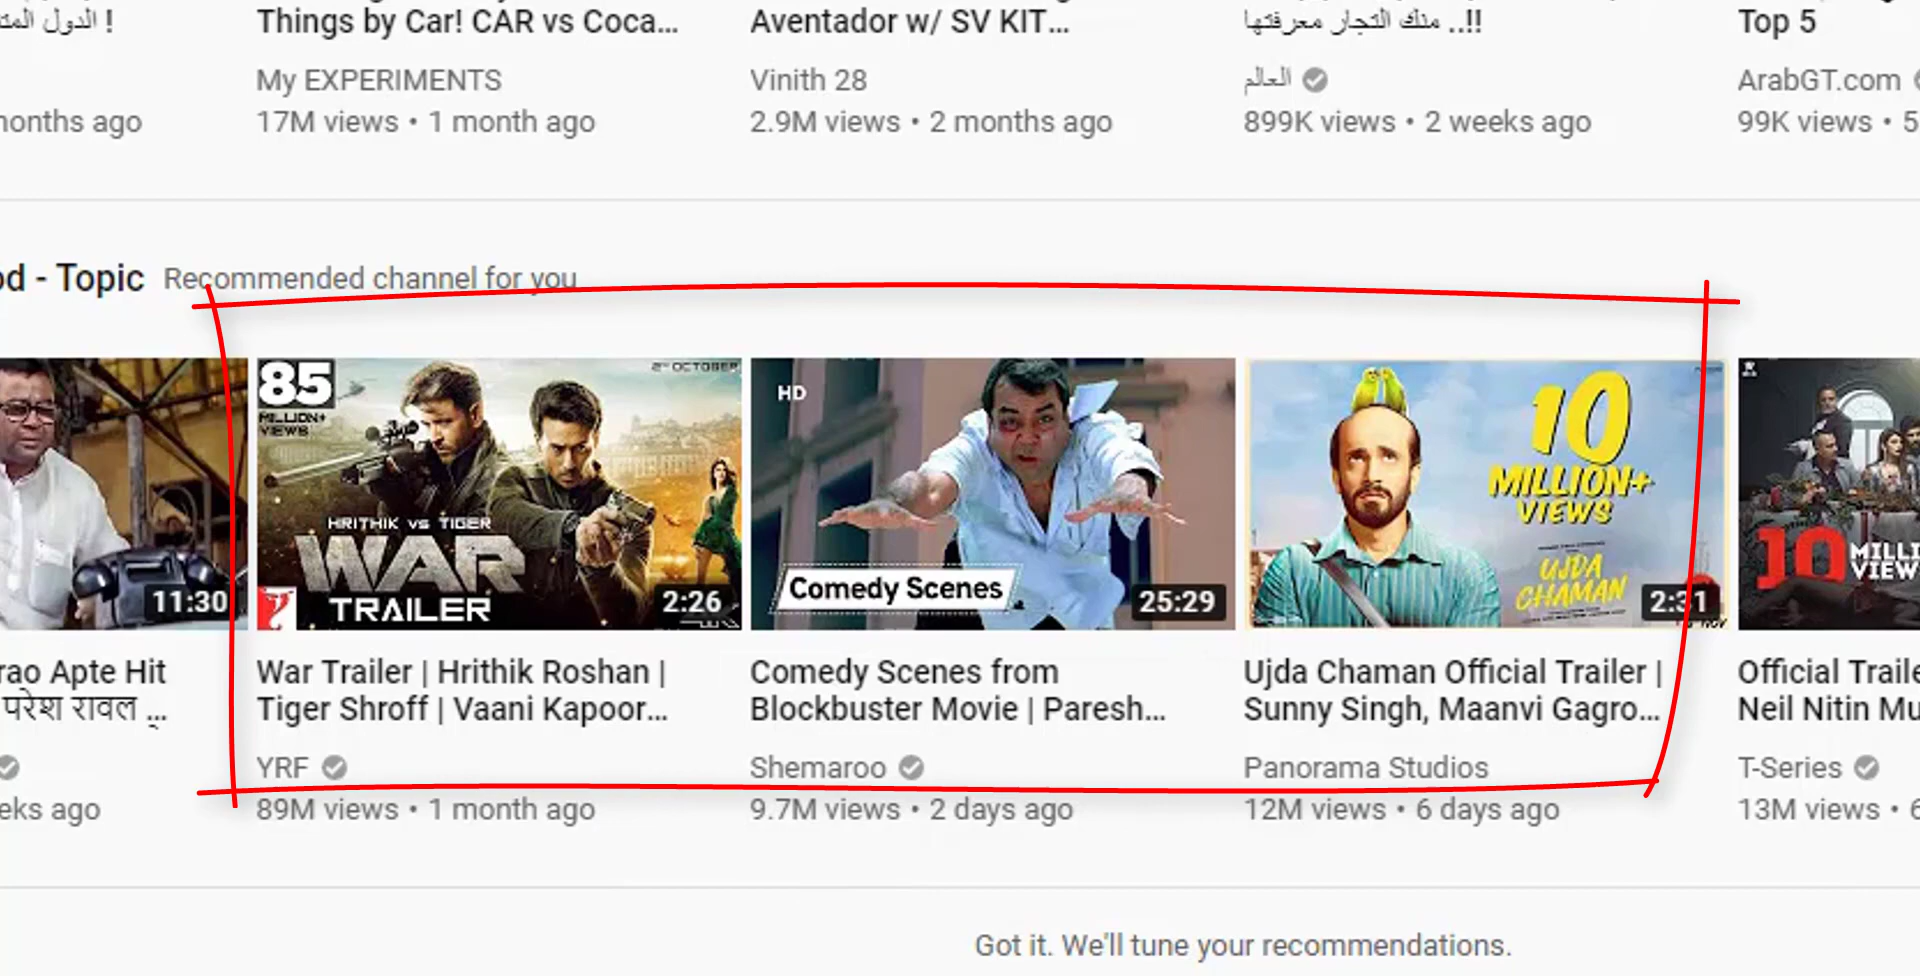 الدول المت !
Things by Car! CAR vs Coca...
Aventador w/ SV KIT...
منك التجار معرفتها ..!!
Top 5
My EXPERIMENTS
Vinith 28
العالم
ArabGT.com
months ago
17M views • 1 month ago
2.9M views • 2 months ago
899K views • 2 weeks ago
99K views • 5
od - Topic Recommended channel for you
11:30
85
MILLION+
VIEWS
2ND OCTOBER
HRITHIK vs TIGER
WAR
TRAILER
2:26
HD
Comedy Scenes
25:29
10
MILLION+
VIEWS
UJDA
CHAMAN
2:31
NOV
10 MILLI
VIEW
rao Apte Hit
परेश रावल ...
War Trailer | Hrithik Roshan |
Tiger Shroff | Vaani Kapoor...
Comedy Scenes from
Blockbuster Movie | Paresh...
Ujda Chaman Official Trailer |
Sunny Singh, Maanvi Gagro...
Official Traile
Neil Nitin Mu
YRF
Shemaroo
Panorama Studios
T-Series
eks ago
89M views • 1 month ago
9.7M views • 2 days ago
12M views • 6 days ago
13M views • 6
Got it. We'll tune your recommendations.